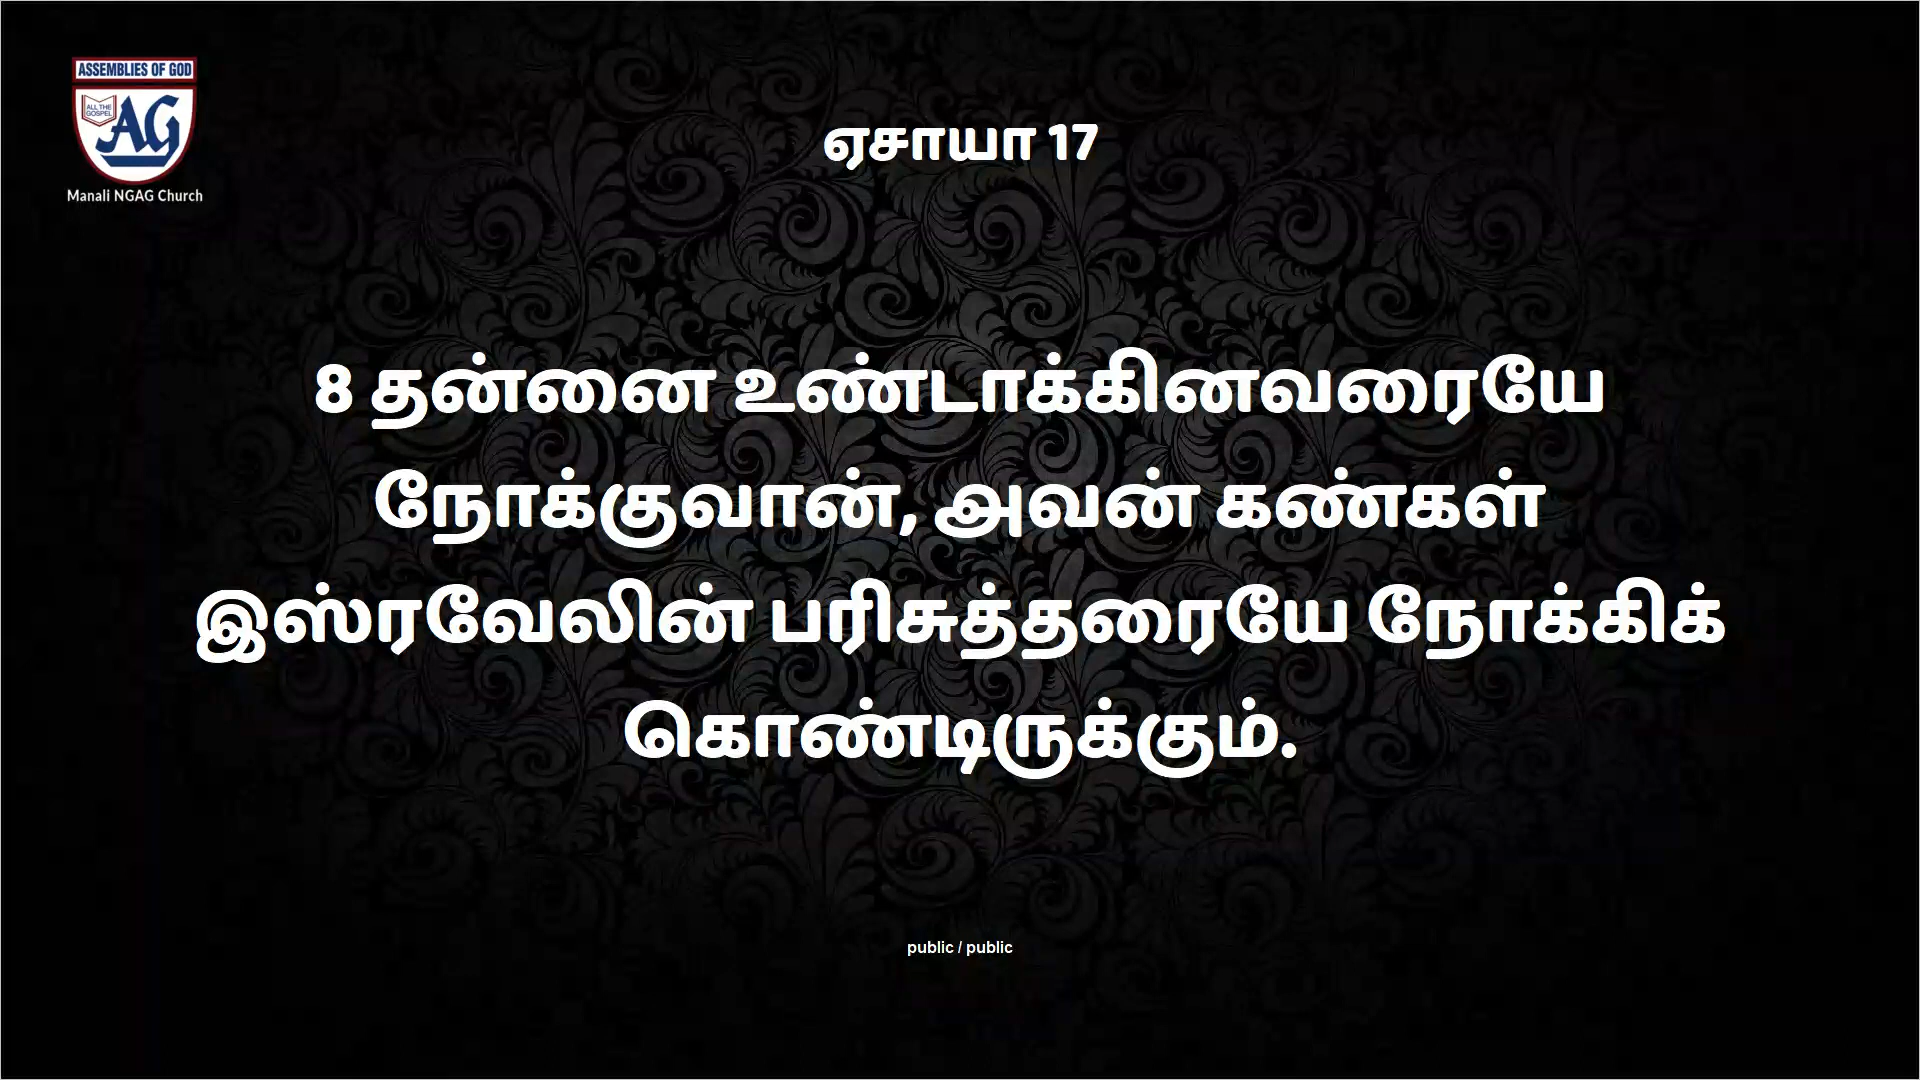 ASSEMBLIES OF GOD
ALL THE
GOSPEL
AG
Manali NGAG Church
ஏசாயா 17
8 தன்னை உண்டாக்கினவரையே
நோக்குவான், அவன் கண்கள்
இஸ்ரவேலின் பரிசுத்தரையே நோக்கிக்
கொண்டிருக்கும்.
public / public